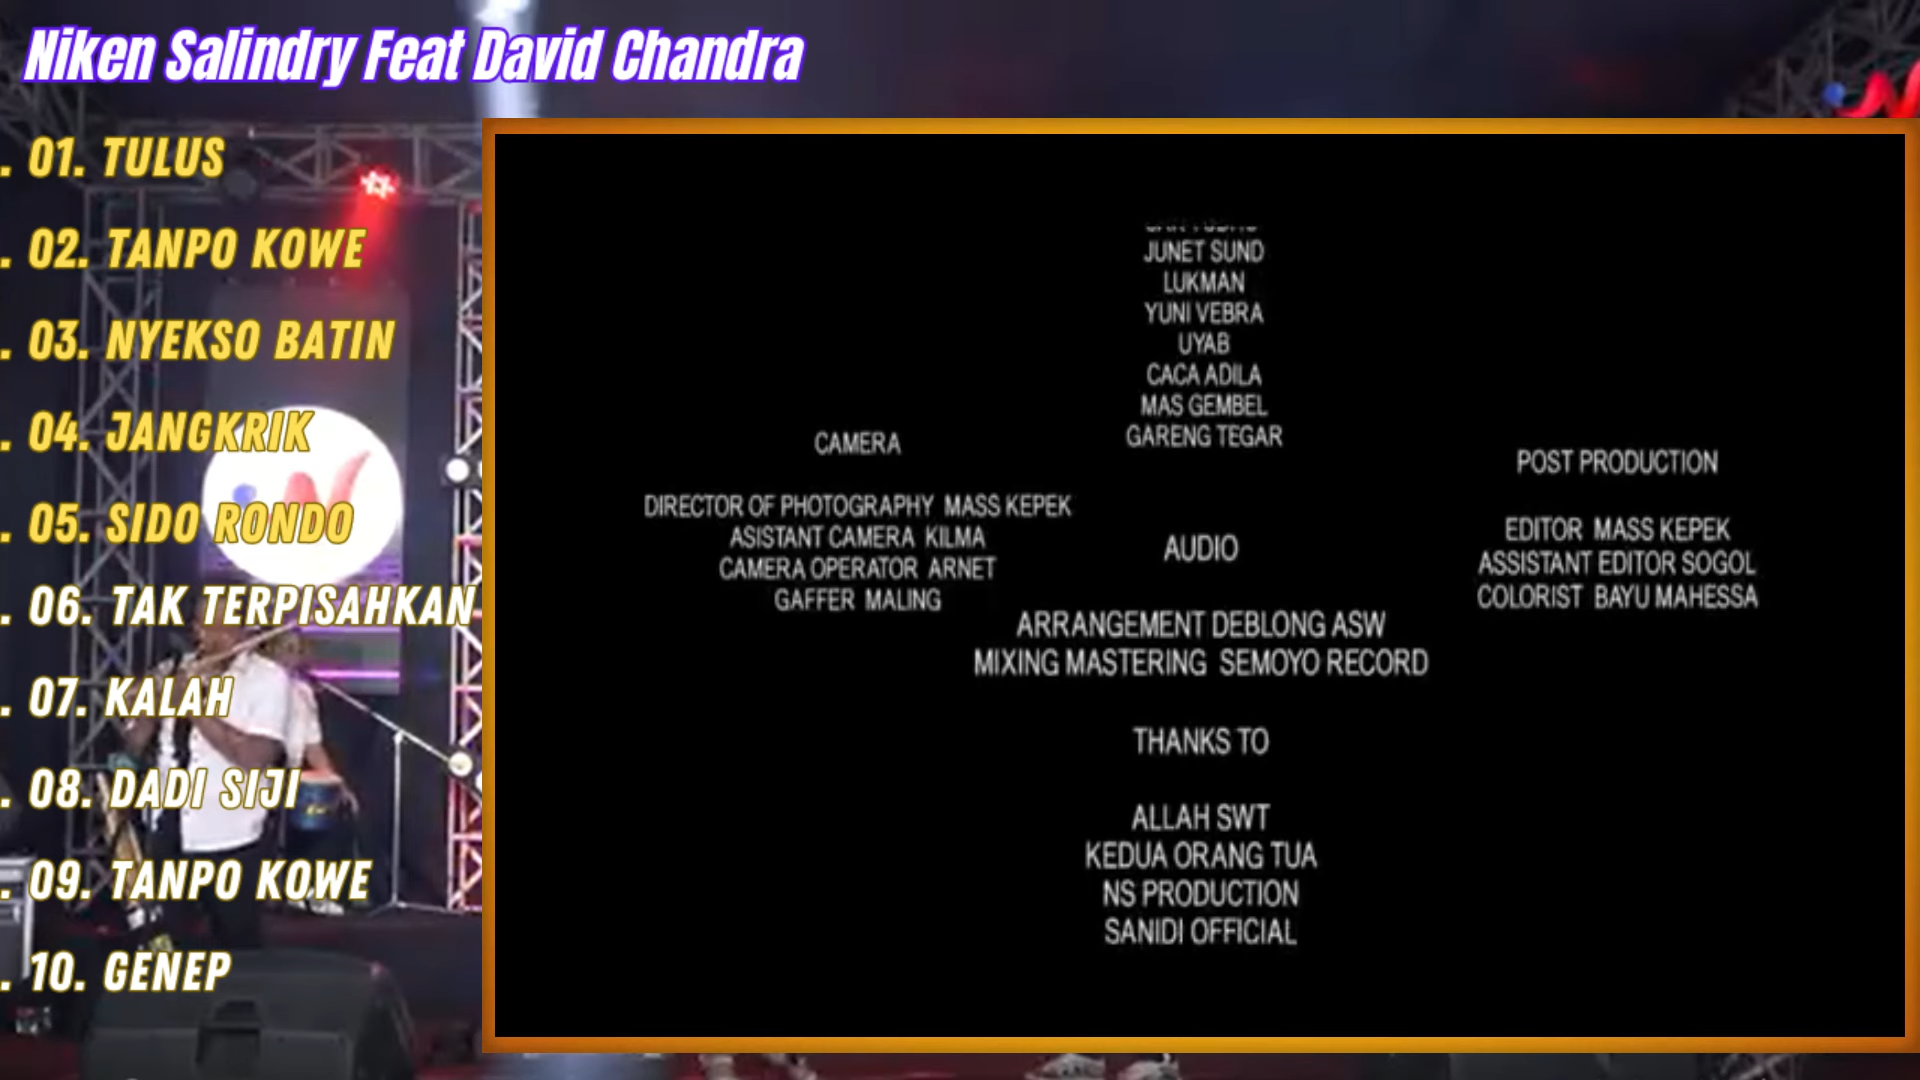 Niken Salindry Feat David Chandra
. 01. TULUS
. 02. TANPO KOWE
. 03. NYEKSO BATIN
. 04. JANGKRIK
. 05. SIDO RONDO
. 06. TAK TERPISAHKAN
. 07. KALAH
. 08. DADI SIJI
. 09. TANPO KOWE
. 10. GENEP
JUNET SUND
LUKMAN
YUNI VEBRA
UYAB
CACA ADILA
MAS GEMBEL
GARENG TEGAR
CAMERA
DIRECTOR OF PHOTOGRAPHY MASS KEPEK
ASISTANT CAMERA KILMA
CAMERA OPERATOR ARNET
GAFFER MALING
AUDIO
ARRANGEMENT DEBLONG ASW
MIXING MASTERING SEMOYO RECORD
POST PRODUCTION
EDITOR MASS KEPEK
ASSISTANT EDITOR SOGOL
COLORIST BAYU MAHESSA
THANKS TO
ALLAH SWT
KEDUA ORANG TUA
NS PRODUCTION
SANIDI OFFICIAL